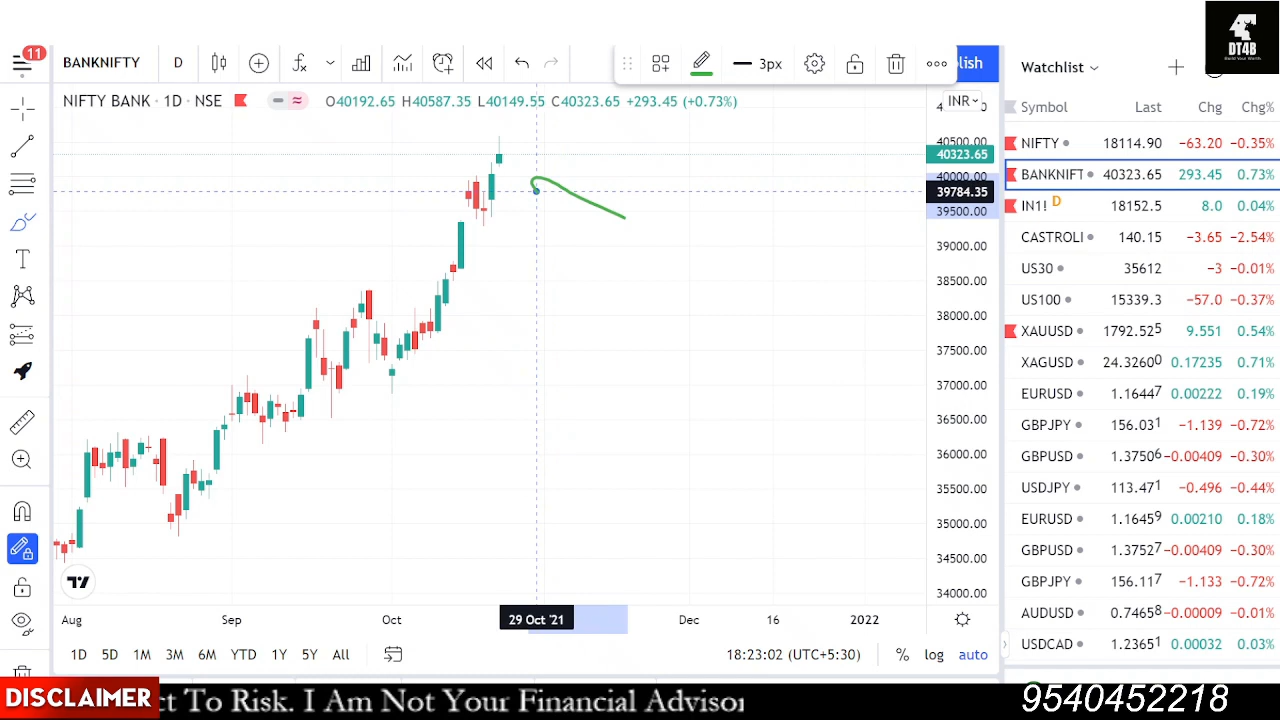 DT4B
Build Your Worth
11
BANKNIFTY D 3px lish
NIFTY BANK · 1D · NSE O40192.65 H40587.35 L40149.55 C40323.65 +293.45 (+0.73%)
INR
40500.00
40323.65
40000.00
39784.35
39500.00
39000.00
38500.00
38000.00
37500.00
37000.00
36500.00
36000.00
35500.00
35000.00
34500.00
34000.00
Aug Sep Oct 29 Oct '21 Dec 16 2022
1D 5D 1M 3M 6M YTD 1Y 5Y All 18:23:02 (UTC+5:30) % log auto
Watchlist
Symbol Last Chg Chg%
NIFTY 18114.90 −63.20 −0.35%
BANKNIFT 40323.65 293.45 0.73%
IN1! D 18152.5 8.0 0.04%
CASTROLI 140.15 −3.65 −2.54%
US30 35612 −3 −0.01%
US100 15339.3 −57.0 −0.37%
XAUUSD 1792.525 9.551 0.54%
XAGUSD 24.32600 0.17235 0.71%
EURUSD 1.16447 0.00222 0.19%
GBPJPY 156.031 −1.139 −0.72%
GBPUSD 1.37506 −0.00409 −0.30%
USDJPY 113.471 −0.496 −0.44%
EURUSD 1.16459 0.00210 0.18%
GBPUSD 1.37527 −0.00409 −0.30%
GBPJPY 156.117 −1.133 −0.72%
AUDUSD 0.74658 −0.00009 −0.01%
USDCAD 1.23651 0.00032 0.03%
DISCLAIMER ct To Risk. I Am Not Your Financial Advisor
9540452218